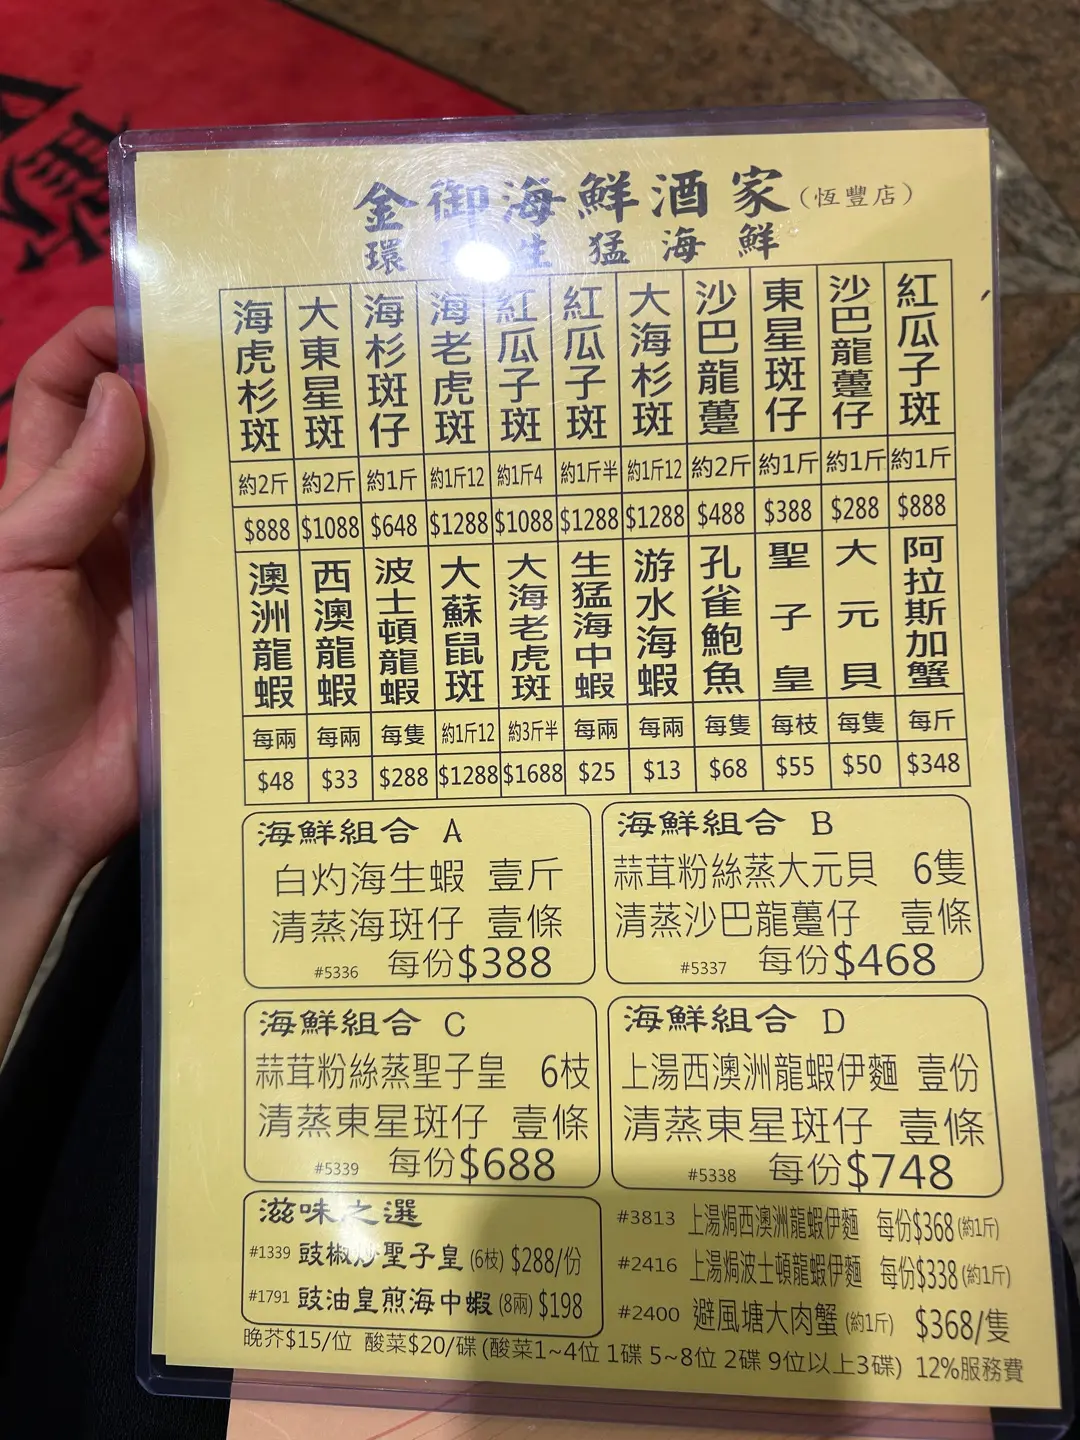 金御海鮮酒家(恆豐店)
環 生猛海鮮
海虎杉斑 大東星斑 海杉斑仔 海老虎斑 紅瓜子斑 紅瓜子斑 大海杉斑 沙巴龍躉 東星斑仔 沙巴龍躉仔 紅瓜子斑
約2斤 約2斤 約1斤 約1斤12 約1斤4 約1斤半 約1斤12 約2斤 約1斤 約1斤 約1斤
$888 $1088 $648 $1288 $1088 $1288 $1288 $488 $388 $288 $888
澳洲龍蝦 西澳龍蝦 波士頓龍蝦 大蘇鼠斑 大海老虎斑 生猛海中蝦 游水海蝦 孔雀鮑魚 聖子皇 大元貝 阿拉斯加蟹
每兩 每兩 每隻 約1斤12 約3斤半 每兩 每兩 每隻 每枝 每隻 每斤
$48 $33 $288 $1288 $1688 $25 $13 $68 $55 $50 $348
海鮮組合 A
白灼海生蝦 壹斤
清蒸海斑仔 壹條
#5336 每份$388
海鮮組合 B
蒜茸粉絲蒸大元貝 6隻
清蒸沙巴龍躉仔 壹條
#5337 每份$468
海鮮組合 C
蒜茸粉絲蒸聖子皇 6枝
清蒸東星斑仔 壹條
#5339 每份$688
海鮮組合 D
上湯西澳洲龍蝦伊麵 壹份
清蒸東星斑仔 壹條
#5338 每份$748
滋味之選
#1339 豉椒炒聖子皇(6枝) $288/份
#1791 豉油皇煎海中蝦(8兩) $198
#3813 上湯焗西澳洲龍蝦伊麵 每份$368(約1斤)
#2416 上湯焗波士頓龍蝦伊麵 每份$338(約1斤)
#2400 避風塘大肉蟹(約1斤) $368/隻
晚芥$15/位 酸菜$20/碟(酸菜1~4位 1碟 5~8位 2碟 9位以上3碟) 12%服務費